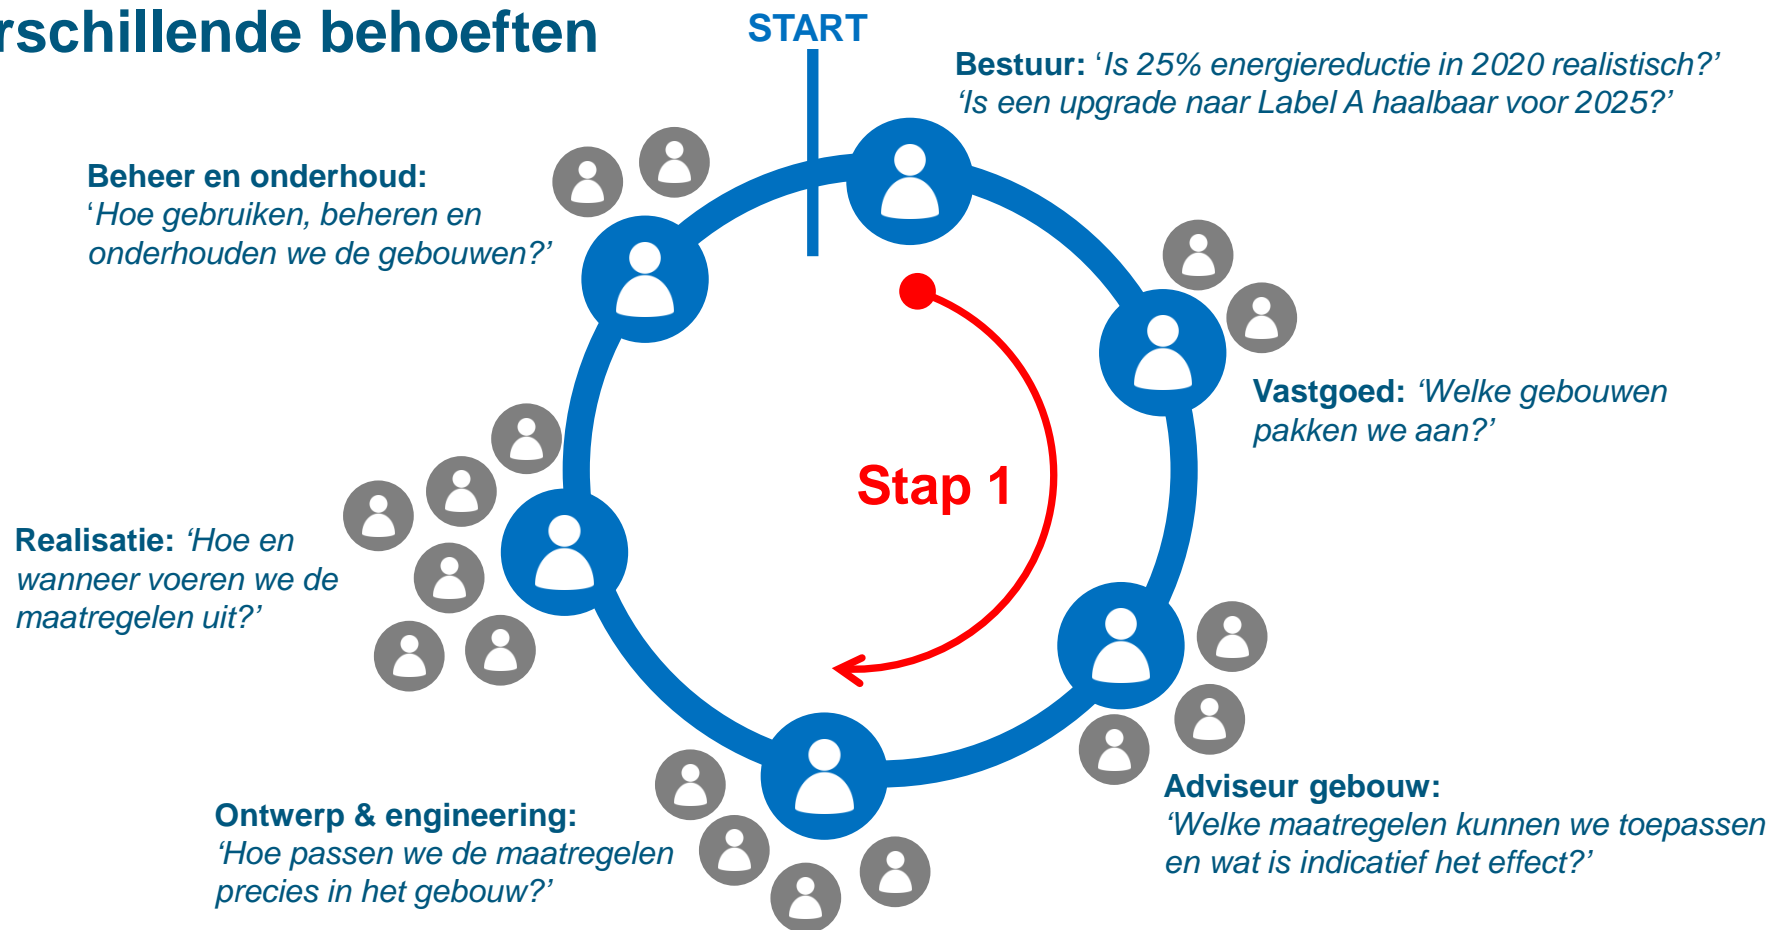 rschillende behoeften
START
Bestuur: ‘Is 25% energiereductie in 2020 realistisch?’
‘Is een upgrade naar Label A haalbaar voor 2025?’
Beheer en onderhoud:
‘Hoe gebruiken, beheren en
onderhouden we de gebouwen?’
Vastgoed: ‘Welke gebouwen
pakken we aan?’
Stap 1
Realisatie: ‘Hoe en
wanneer voeren we de
maatregelen uit?’
Adviseur gebouw:
‘Welke maatregelen kunnen we toepassen
en wat is indicatief het effect?’
Ontwerp & engineering:
‘Hoe passen we de maatregelen
precies in het gebouw?’